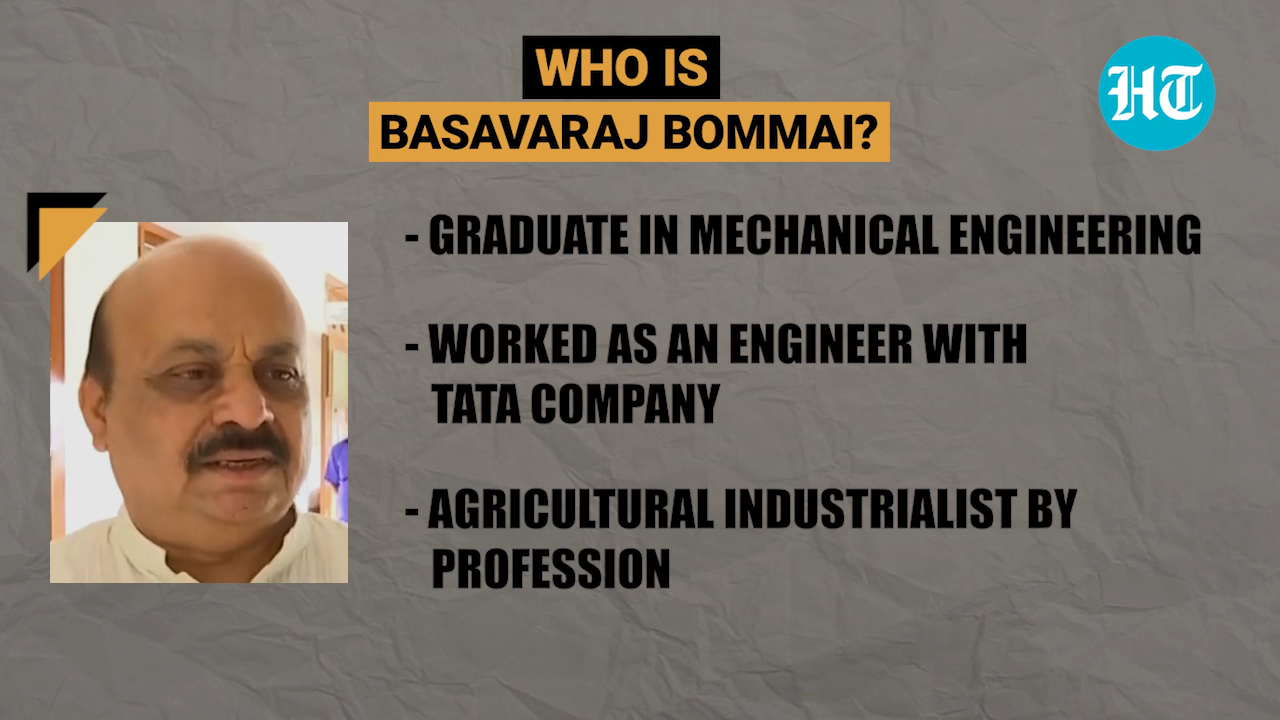 WHO IS
BASAVARAJ BOMMAI?
HT
- GRADUATE IN MECHANICAL ENGINEERING
- WORKED AS AN ENGINEER WITH
TATA COMPANY
- AGRICULTURAL INDUSTRIALIST BY
PROFESSION